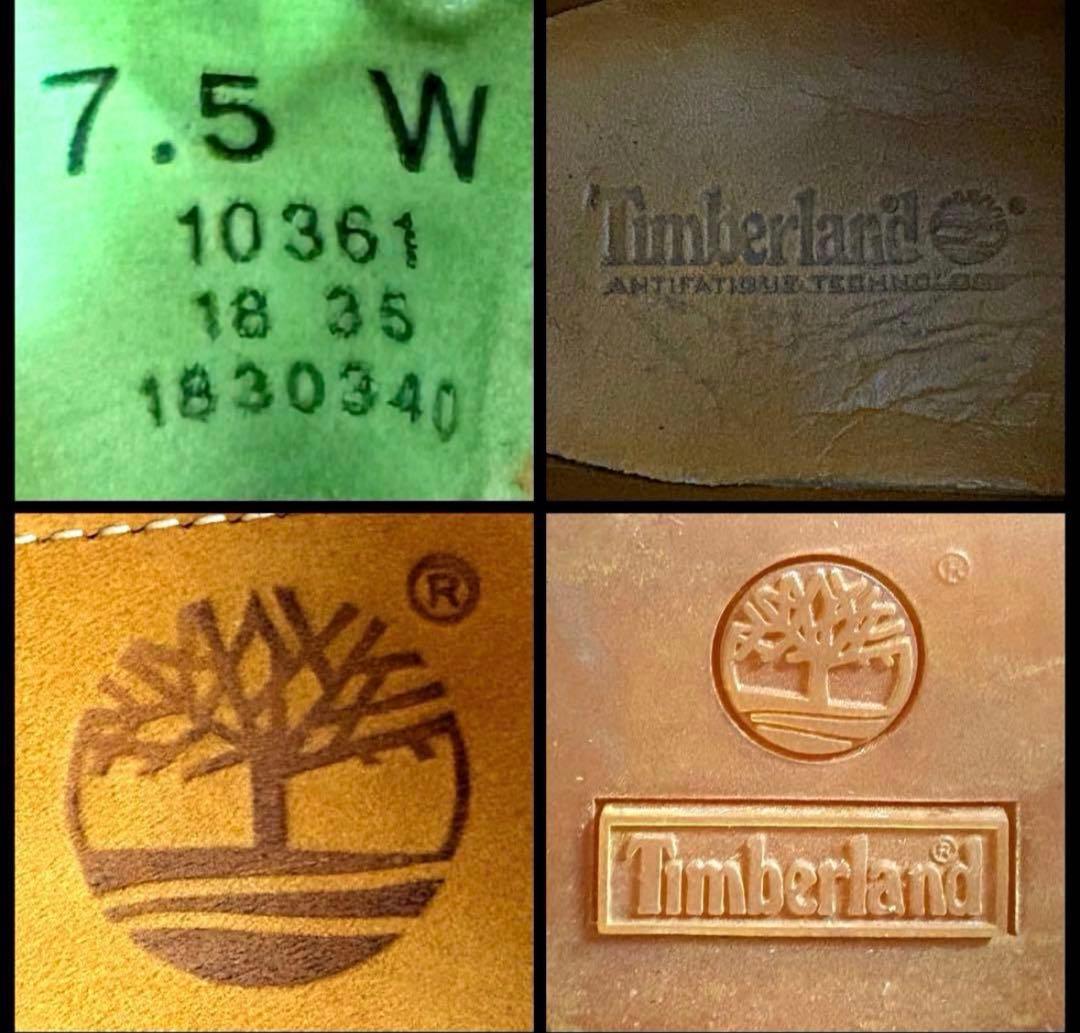 7.5 W
10361
18 35
1830340
Timberland ®
ANTIFATIGUE TECHNOLOGY
®
®
Timberland®